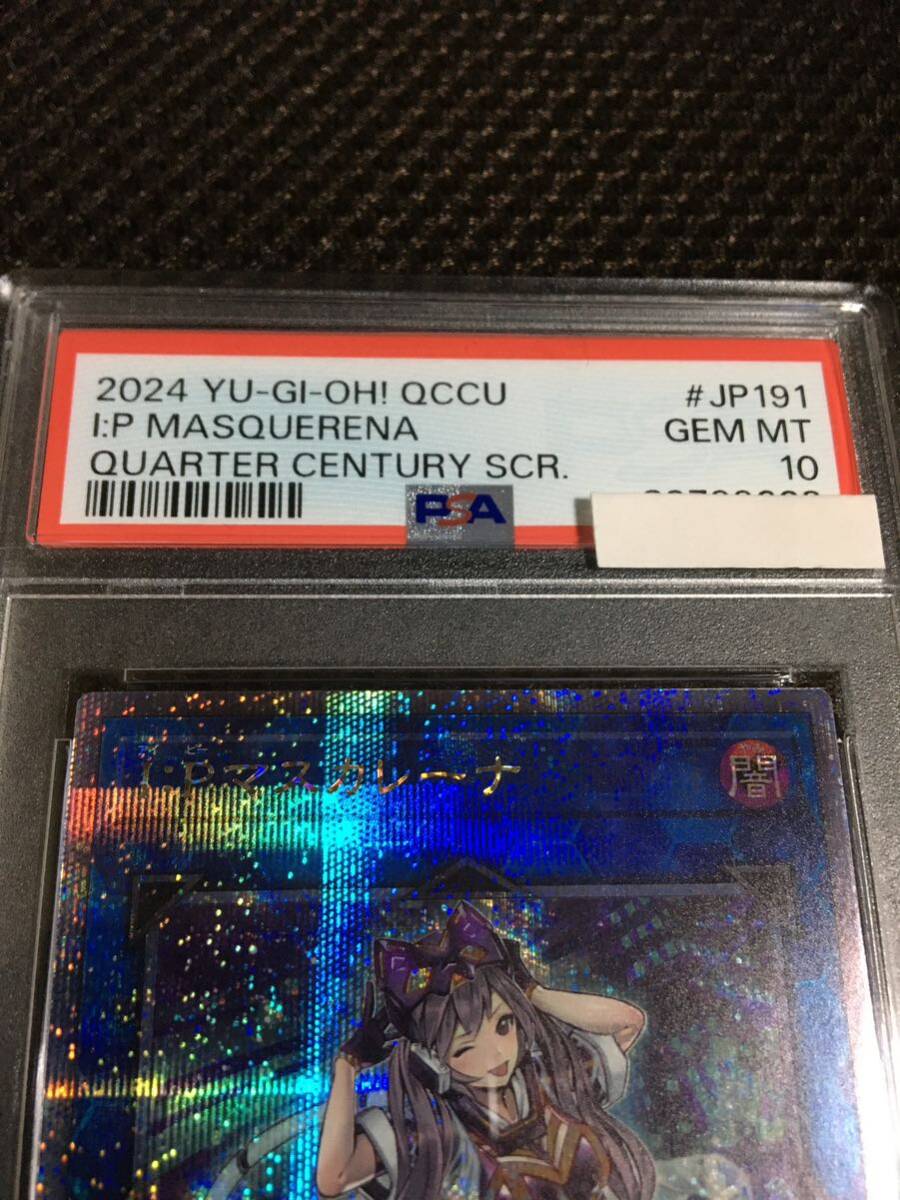 2024 YU-GI-OH! QCCU #JP191
I:P MASQUERENA GEM MT
QUARTER CENTURY SCR. 10
PSA
アイ ピー
I:Pマスカレーナ
闇